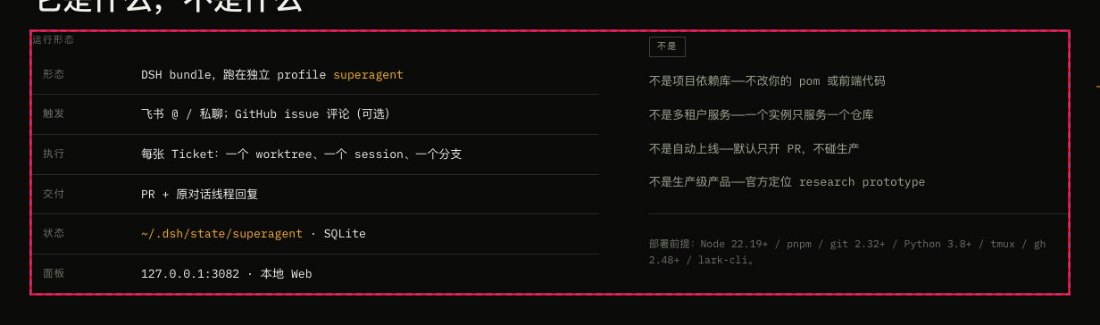 它是什么，不是什么
运行形态
形态 DSH bundle，跑在独立 profile superagent
触发 飞书 @ / 私聊；GitHub issue 评论（可选）
执行 每张 Ticket：一个 worktree、一个 session、一个分支
交付 PR + 原对话线程回复
状态 ~/.dsh/state/superagent · SQLite
面板 127.0.0.1:3082 · 本地 Web
不是
不是项目依赖库——不改你的 pom 或前端代码
不是多租户服务——一个实例只服务一个仓库
不是自动上线——默认只开 PR，不碰生产
不是生产级产品——官方定位 research prototype
部署前提：Node 22.19+ / pnpm / git 2.32+ / Python 3.8+ / tmux / gh
2.48+ / lark-cli。